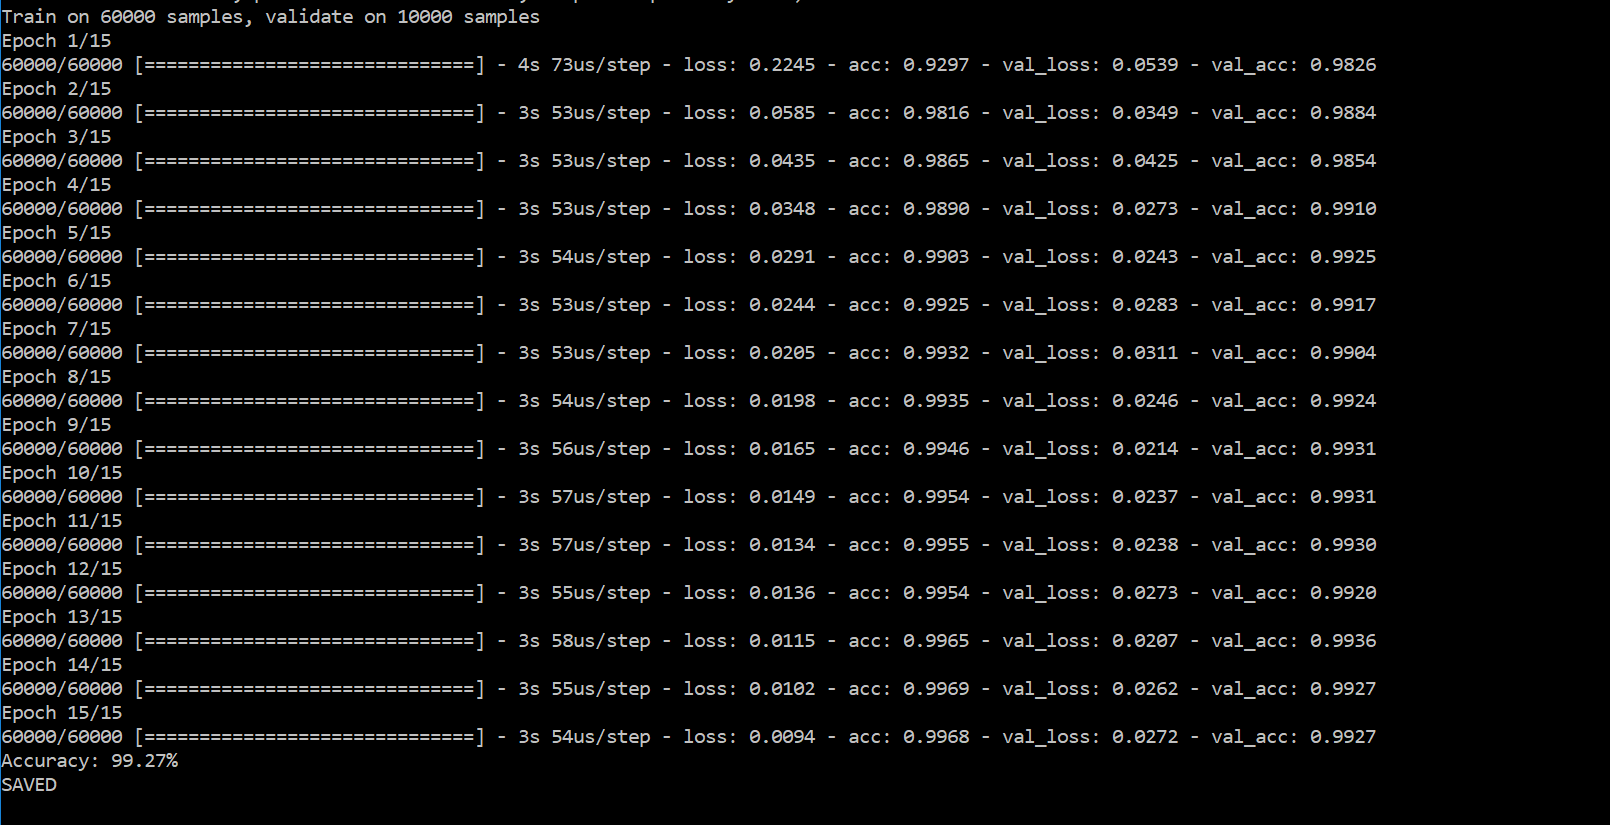 Train on 60000 samples, validate on 10000 samples
Epoch 1/15
60000/60000 [==============================] - 4s 73us/step - loss: 0.2245 - acc: 0.9297 - val_loss: 0.0539 - val_acc: 0.9826
Epoch 2/15
60000/60000 [==============================] - 3s 53us/step - loss: 0.0585 - acc: 0.9816 - val_loss: 0.0349 - val_acc: 0.9884
Epoch 3/15
60000/60000 [==============================] - 3s 53us/step - loss: 0.0435 - acc: 0.9865 - val_loss: 0.0425 - val_acc: 0.9854
Epoch 4/15
60000/60000 [==============================] - 3s 53us/step - loss: 0.0348 - acc: 0.9890 - val_loss: 0.0273 - val_acc: 0.9910
Epoch 5/15
60000/60000 [==============================] - 3s 54us/step - loss: 0.0291 - acc: 0.9903 - val_loss: 0.0243 - val_acc: 0.9925
Epoch 6/15
60000/60000 [==============================] - 3s 53us/step - loss: 0.0244 - acc: 0.9925 - val_loss: 0.0283 - val_acc: 0.9917
Epoch 7/15
60000/60000 [==============================] - 3s 53us/step - loss: 0.0205 - acc: 0.9932 - val_loss: 0.0311 - val_acc: 0.9904
Epoch 8/15
60000/60000 [==============================] - 3s 54us/step - loss: 0.0198 - acc: 0.9935 - val_loss: 0.0246 - val_acc: 0.9924
Epoch 9/15
60000/60000 [==============================] - 3s 56us/step - loss: 0.0165 - acc: 0.9946 - val_loss: 0.0214 - val_acc: 0.9931
Epoch 10/15
60000/60000 [==============================] - 3s 57us/step - loss: 0.0149 - acc: 0.9954 - val_loss: 0.0237 - val_acc: 0.9931
Epoch 11/15
60000/60000 [==============================] - 3s 57us/step - loss: 0.0134 - acc: 0.9955 - val_loss: 0.0238 - val_acc: 0.9930
Epoch 12/15
60000/60000 [==============================] - 3s 55us/step - loss: 0.0136 - acc: 0.9954 - val_loss: 0.0273 - val_acc: 0.9920
Epoch 13/15
60000/60000 [==============================] - 3s 58us/step - loss: 0.0115 - acc: 0.9965 - val_loss: 0.0207 - val_acc: 0.9936
Epoch 14/15
60000/60000 [==============================] - 3s 55us/step - loss: 0.0102 - acc: 0.9969 - val_loss: 0.0262 - val_acc: 0.9927
Epoch 15/15
60000/60000 [==============================] - 3s 54us/step - loss: 0.0094 - acc: 0.9968 - val_loss: 0.0272 - val_acc: 0.9927
Accuracy: 99.27%
SAVED